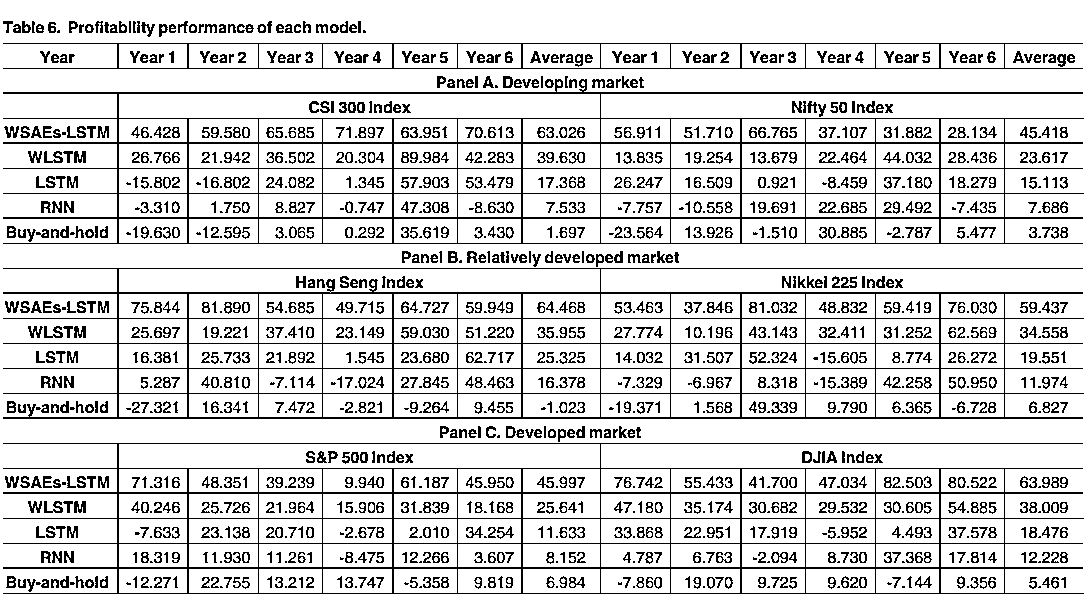 Table 6. Profitability performance of each model.
Year Year 1 Year 2 Year 3 Year 4 Year 5 Year 6 Average Year 1 Year 2 Year 3 Year 4 Year 5 Year 6 Average
Panel A. Developing market
CSI 300 Index Nifty 50 Index
WSAEs-LSTM 46.428 59.580 65.685 71.897 63.951 70.613 63.026 56.911 51.710 66.765 37.107 31.882 28.134 45.418
WLSTM 26.766 21.942 36.502 20.304 89.984 42.283 39.630 13.835 19.254 13.679 22.464 44.032 28.436 23.617
LSTM -15.802 -16.802 24.082 1.345 57.903 53.479 17.368 26.247 16.509 0.921 -8.459 37.180 18.279 15.113
RNN -3.310 1.750 8.827 -0.747 47.308 -8.630 7.533 -7.757 -10.558 19.691 22.685 29.492 -7.435 7.686
Buy-and-hold -19.630 -12.595 3.065 0.292 35.619 3.430 1.697 -23.564 13.926 -1.510 30.885 -2.787 5.477 3.738
Panel B. Relatively developed market
Hang Seng Index Nikkei 225 Index
WSAEs-LSTM 75.844 81.890 54.685 49.715 64.727 59.949 64.468 53.463 37.846 81.032 48.832 59.419 76.030 59.437
WLSTM 25.697 19.221 37.410 23.149 59.030 51.220 35.955 27.774 10.196 43.143 32.411 31.252 62.569 34.558
LSTM 16.381 25.733 21.892 1.545 23.680 62.717 25.325 14.032 31.507 52.324 -15.605 8.774 26.272 19.551
RNN 5.287 40.810 -7.114 -17.024 27.845 48.463 16.378 -7.329 -6.967 8.318 -15.389 42.258 50.950 11.974
Buy-and-hold -27.321 16.341 7.472 -2.821 -9.264 9.455 -1.023 -19.371 1.568 49.339 9.790 6.365 -6.728 6.827
Panel C. Developed market
S&P 500 Index DJIA Index
WSAEs-LSTM 71.316 48.351 39.239 9.940 61.187 45.950 45.997 76.742 55.433 41.700 47.034 82.503 80.522 63.989
WLSTM 40.246 25.726 21.964 15.906 31.839 18.168 25.641 47.180 35.174 30.682 29.532 30.605 54.885 38.009
LSTM -7.633 23.138 20.710 -2.678 2.010 34.254 11.633 33.868 22.951 17.919 -5.952 4.493 37.578 18.476
RNN 18.319 11.930 11.261 -8.475 12.266 3.607 8.152 4.787 6.763 -2.094 8.730 37.368 17.814 12.228
Buy-and-hold -12.271 22.755 13.212 13.747 -5.358 9.819 6.984 -7.860 19.070 9.725 9.620 -7.144 9.356 5.461